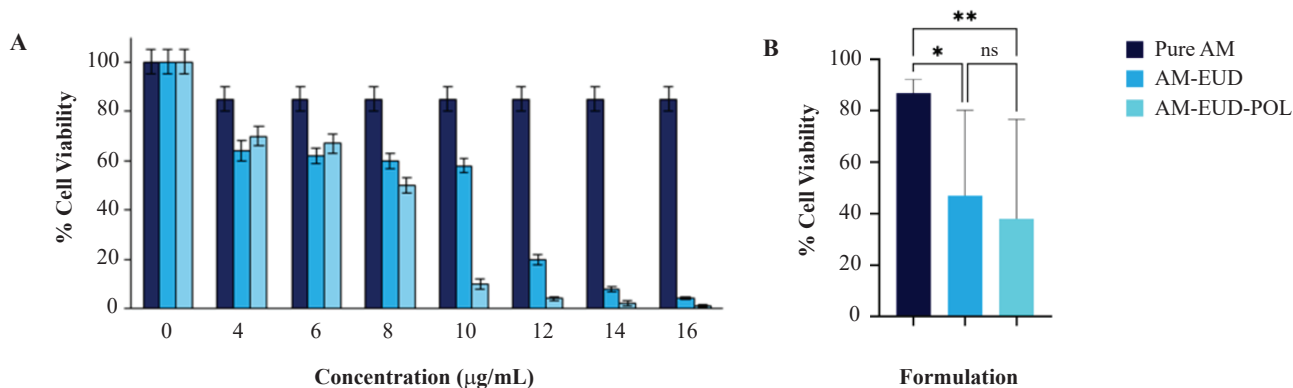 A
% Cell Viability
100
80
60
40
20
0
0 4 6 8 10 12 14 16
Concentration (μg/mL)
B
% Cell Viability
100
80
60
40
20
0
**
* ns
Formulation
Pure AM
AM-EUD
AM-EUD-POL